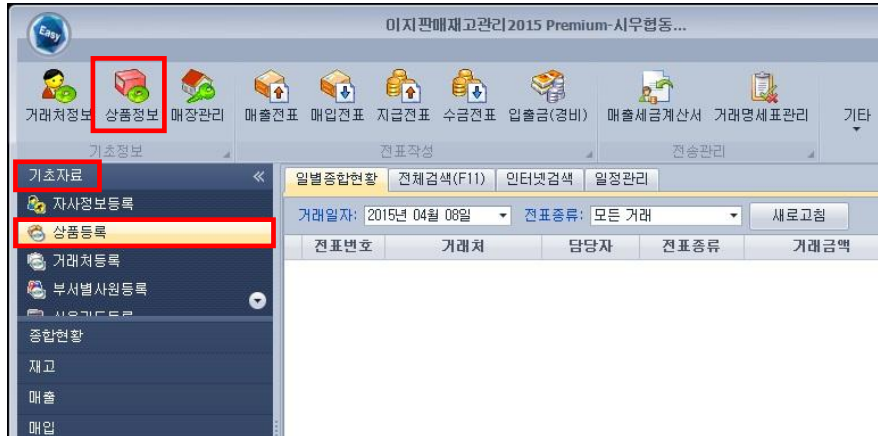 Easy
이지판매재고관리2015 Premium-시우협동...
거래처정보 상품정보 매장관리 매출전표 매입전표 지급전표 수금전표 입출금(경비) 매출세금계산서 거래명세표관리 기타
기초정보 전표작성 전송관리
기초자료 «
일별종합현황 전체검색(F11) 인터넷검색 일정관리
자사정보등록
거래일자: 2015년 04월 08일 전표종류: 모든 거래 새로고침
상품등록
전표번호 거래처 담당자 전표종류 거래금액
거래처등록
부서별사원등록
종합현황
재고
매출
매입